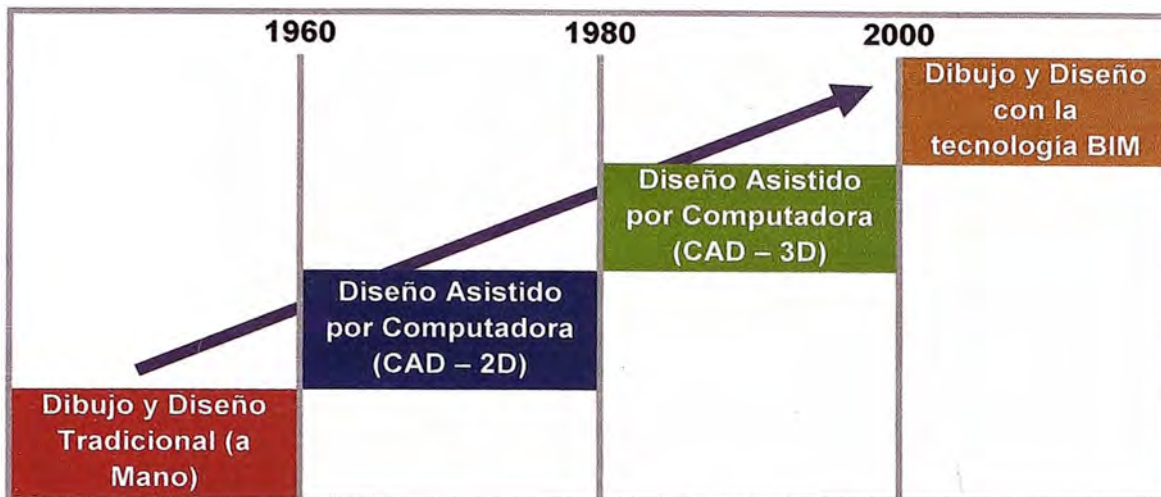 1960
1980
2000
Dibujo y Diseño
con la
tecnología BIM
Diseño Asistido
por Computadora
(CAD – 3D)
Diseño Asistido
por Computadora
(CAD – 2D)
Dibujo y Diseño
Tradicional (a
Mano)